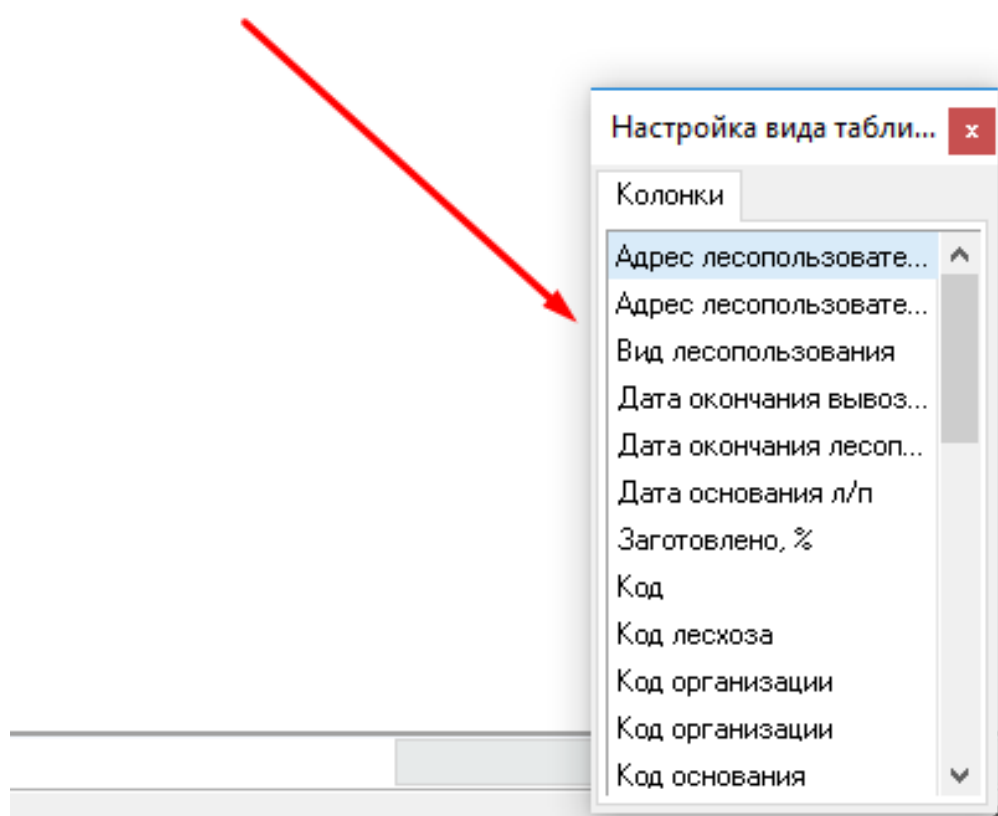 Настройка вида табли... x
Колонки
Адрес лесопользовате...
Адрес лесопользовате...
Вид лесопользования
Дата окончания вывоз...
Дата окончания лесоп...
Дата основания л/п
Заготовлено, %
Код
Код лесхоза
Код организации
Код организации
Код основания